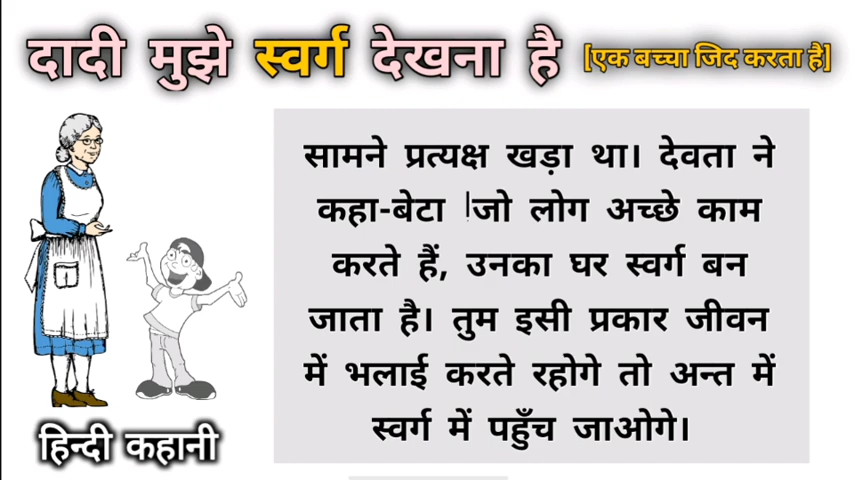 दादी मुझे स्वर्ग देखना है [एक बच्चा जिद करता है]
सामने प्रत्यक्ष खड़ा था। देवता ने
कहा-बेटा !जो लोग अच्छे काम
करते हैं, उनका घर स्वर्ग बन
जाता है। तुम इसी प्रकार जीवन
में भलाई करते रहोगे तो अन्त में
स्वर्ग में पहुँच जाओगे।
हिन्दी कहानी